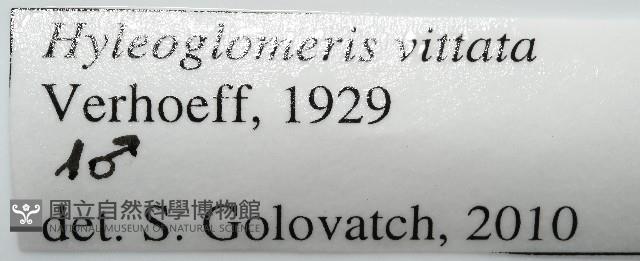 Hyleoglomeris vittata
Verhoeff, 1929
1♂
國立自然科學博物館
NATIONAL MUSEUM OF NATURAL SCIENCE
det. S. Golovatch, 2010